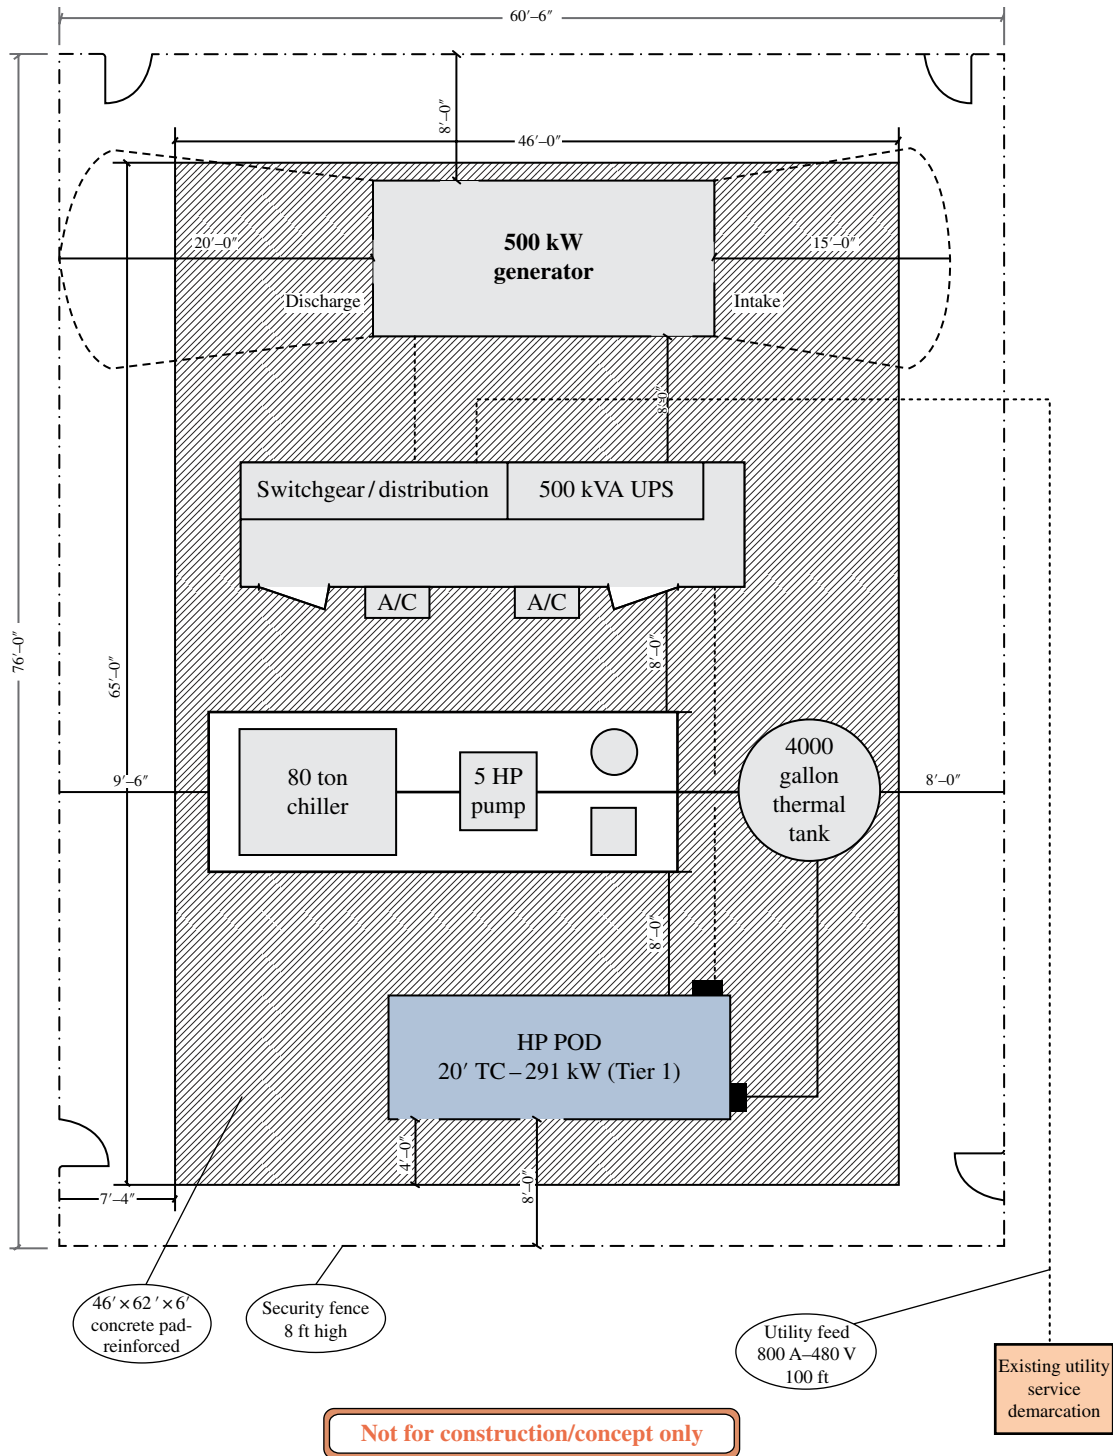 60′–6″
8′–0″
46′–0″
20′–0″
500 kW
generator
15′–0″
Discharge
Intake
8′–0″
Switchgear / distribution
500 kVA UPS
A/C
A/C
76′–0″
65′–0″
8′–0″
9′–6″
80 ton
chiller
5 HP
pump
4000
gallon
thermal
tank
8′–0″
8′–0″
HP POD
20′ TC – 291 kW (Tier 1)
4′–0″
8′–0″
7′–4″
46′ × 62′ × 6′
concrete pad-
reinforced
Security fence
8 ft high
Utility feed
800 A–480 V
100 ft
Existing utility
service
demarcation
Not for construction/concept only